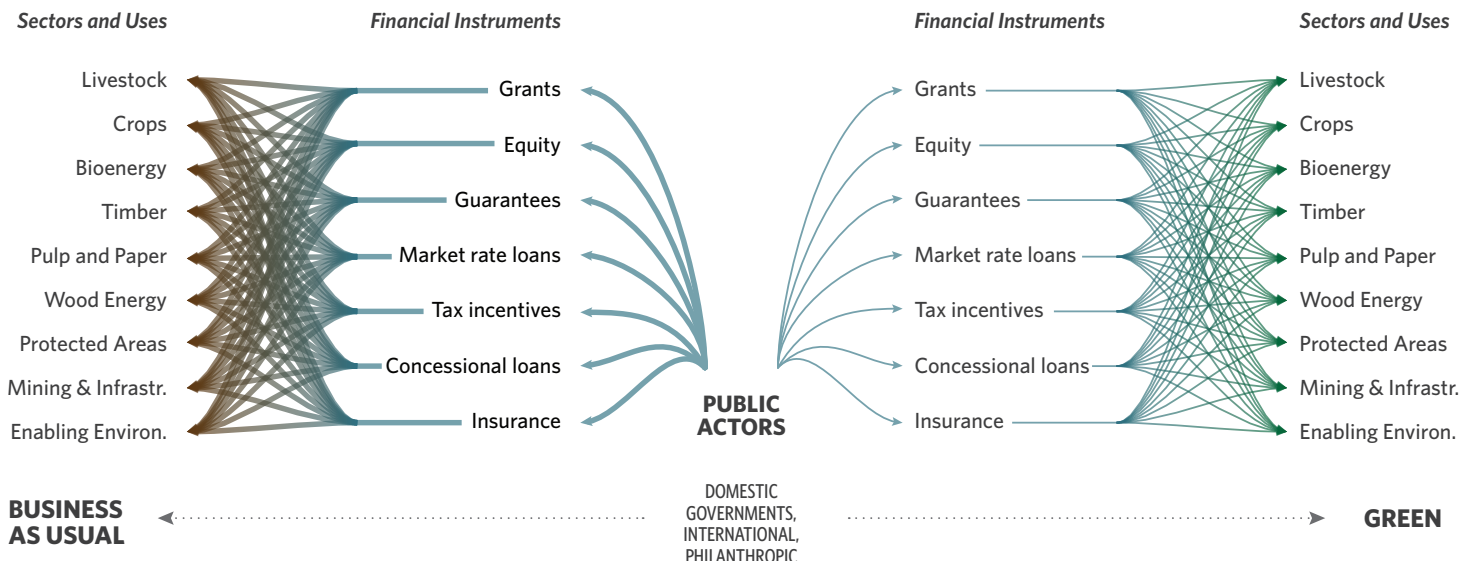 Sectors and Uses
Financial Instruments
Financial Instruments
Sectors and Uses
Livestock
Crops
Bioenergy
Timber
Pulp and Paper
Wood Energy
Protected Areas
Mining & Infrastr.
Enabling Environ.
Grants
Equity
Guarantees
Market rate loans
Tax incentives
Concessional loans
Insurance
PUBLIC
ACTORS
Grants
Equity
Guarantees
Market rate loans
Tax incentives
Concessional loans
Insurance
Livestock
Crops
Bioenergy
Timber
Pulp and Paper
Wood Energy
Protected Areas
Mining & Infrastr.
Enabling Environ.
BUSINESS
AS USUAL
DOMESTIC
GOVERNMENTS,
INTERNATIONAL,
PHILANTHROPIC
GREEN